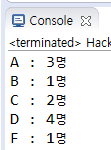 Console
<terminated> Hack
A : 3명
B : 1명
C : 2명
D : 4명
F : 1명